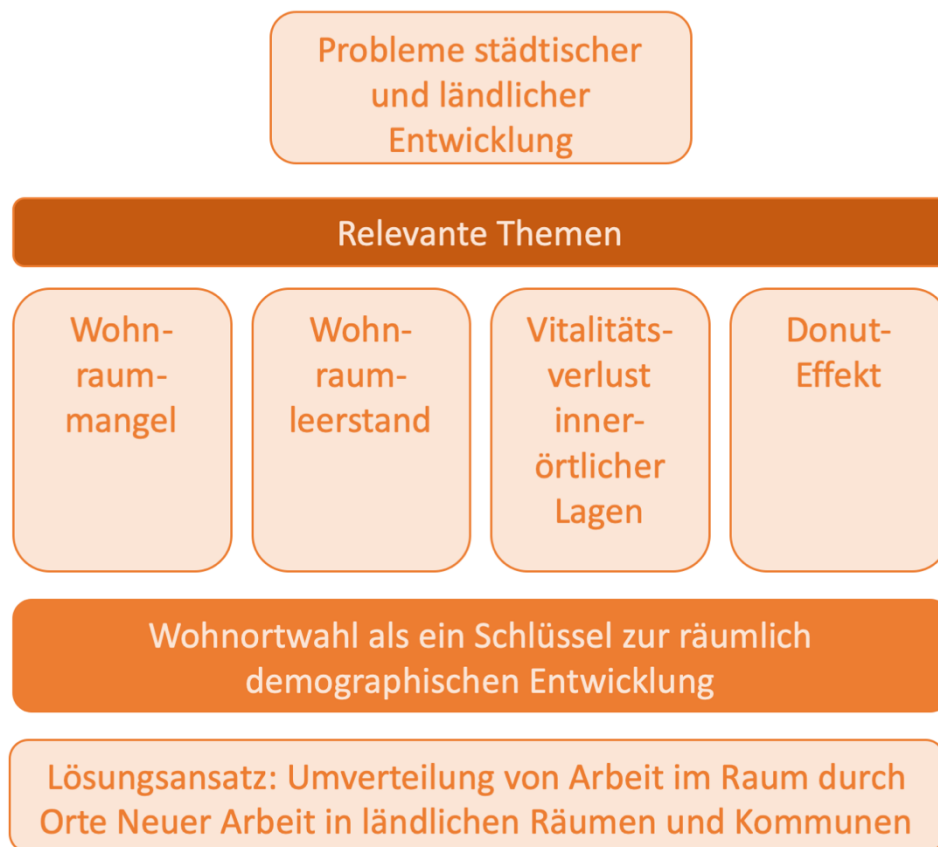 Probleme städtischer
und ländlicher
Entwicklung
Relevante Themen
Wohn-
raum-
mangel
Wohn-
raum-
leerstand
Vitalitäts-
verlust
inner-
örtlicher
Lagen
Donut-
Effekt
Wohnortwahl als ein Schlüssel zur räumlich
demographischen Entwicklung
Lösungsansatz: Umverteilung von Arbeit im Raum durch
Orte Neuer Arbeit in ländlichen Räumen und Kommunen